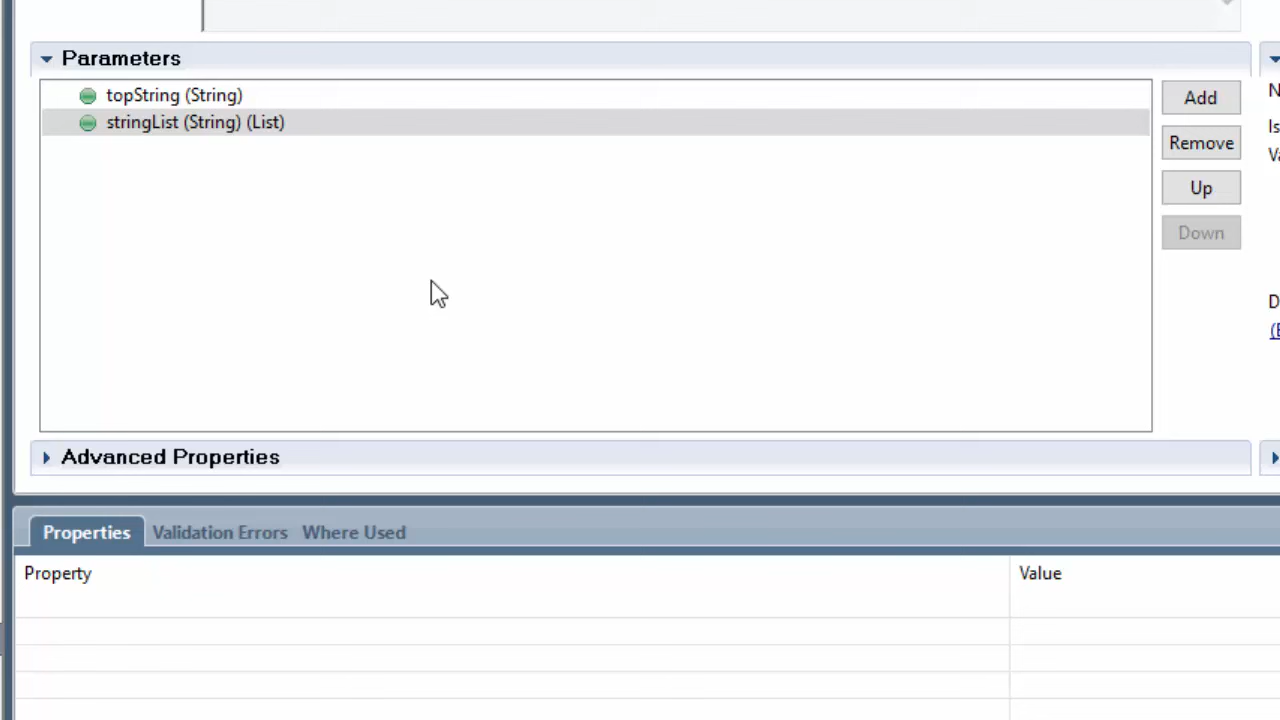 Parameters
topString (String)
stringList (String) (List)
Add
Remove
Up
Down
Advanced Properties
Properties Validation Errors Where Used
Property Value